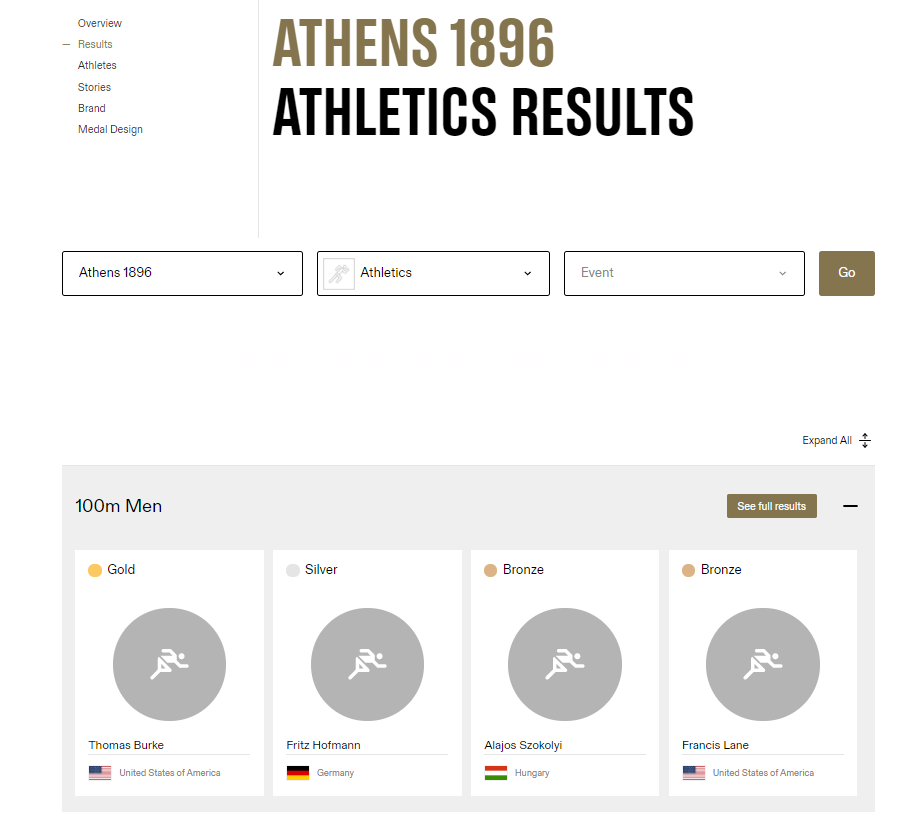 Overview
Results
Athletes
Stories
Brand
Medal Design
ATHENS 1896
ATHLETICS RESULTS
Athens 1896
Athletics
Event
Go
Expand All
100m Men
See full results
Gold
Silver
Bronze
Bronze
Thomas Burke
Fritz Hofmann
Alajos Szokolyi
Francis Lane
United States of America
Germany
Hungary
United States of America